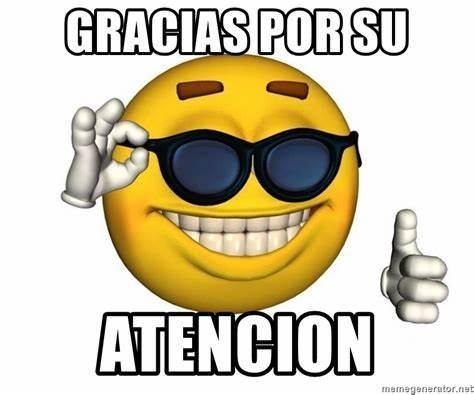 GRACIAS POR SU
ATENCION
memegenerator.net